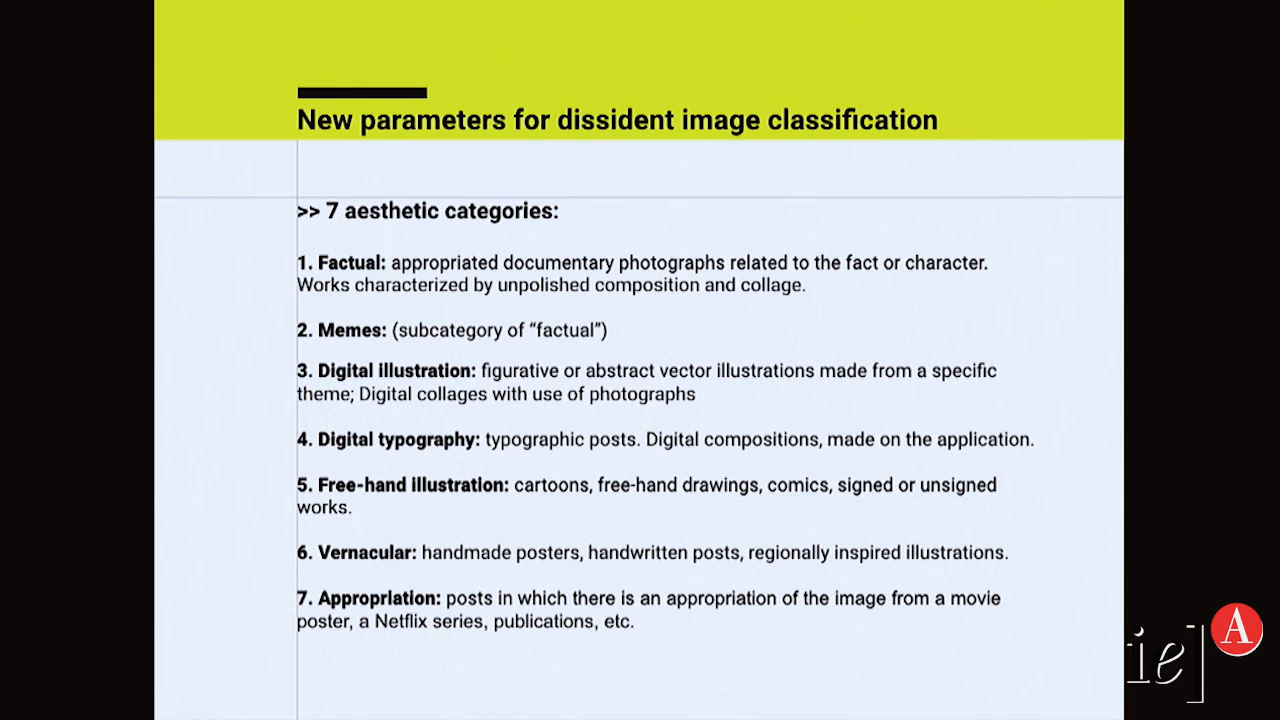 New parameters for dissident image classification
>> 7 aesthetic categories:
1. Factual: appropriated documentary photographs related to the fact or character.
Works characterized by unpolished composition and collage.
2. Memes: (subcategory of “factual”)
3. Digital illustration: figurative or abstract vector illustrations made from a specific
theme; Digital collages with use of photographs
4. Digital typography: typographic posts. Digital compositions, made on the application.
5. Free-hand illustration: cartoons, free-hand drawings, comics, signed or unsigned
works.
6. Vernacular: handmade posters, handwritten posts, regionally inspired illustrations.
7. Appropriation: posts in which there is an appropriation of the image from a movie
poster, a Netflix series, publications, etc.
ie]
A